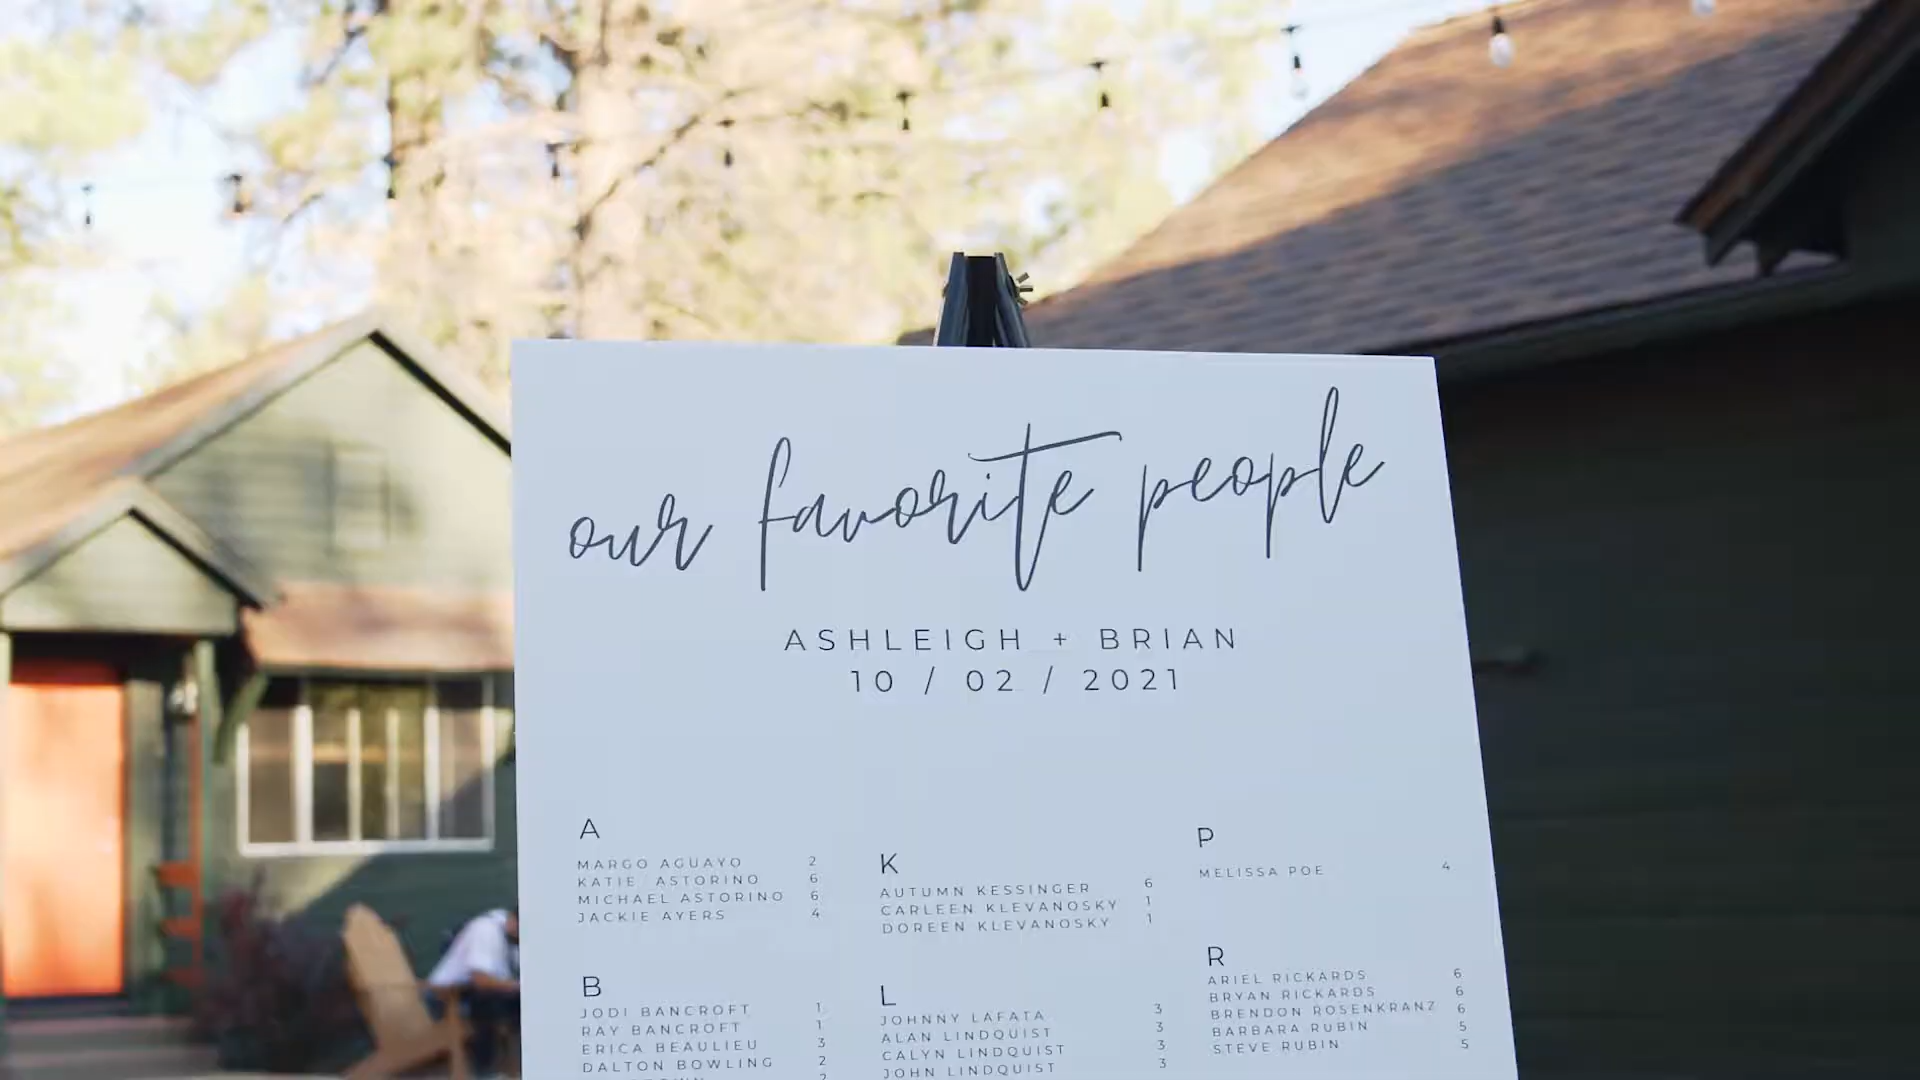 our favorite people
ASHLEIGH + BRIAN
10 / 02 / 2021
A
MARGO AGUAYO 2
KATIE ASTORINO 6
MICHAEL ASTORINO 6
JACKIE AYERS 4
B
JODI BANCROFT 1
RAY BANCROFT 1
ERICA BEAULIEU 3
DALTON BOWLING 2
2
K
AUTUMN KESSINGER 6
CARLEEN KLEVANOSKY 1
DOREEN KLEVANOSKY 1
L
JOHNNY LAFATA 3
ALAN LINDQUIST 3
CALYN LINDQUIST 3
JOHN LINDQUIST 3
P
MELISSA POE 4
R
ARIEL RICKARDS 6
BRYAN RICKARDS 6
BRENDON ROSENKRANZ 6
BARBARA RUBIN 5
STEVE RUBIN 5